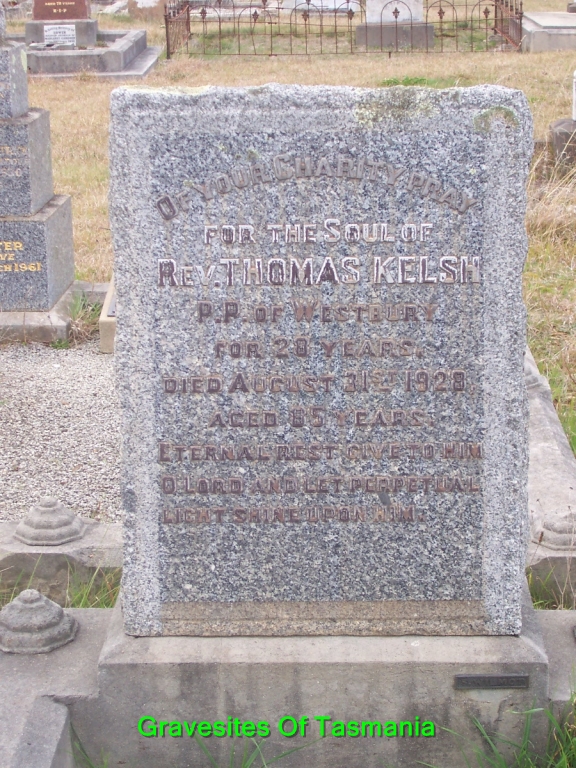 OF YOUR CHARITY PRAY
FOR THE SOUL OF
REV. THOMAS KELSH
P.P. OF WESTBURY
FOR 28 YEARS.
DIED AUGUST 31ST 1928,
AGED 85 YEARS;
ETERNAL REST GIVE TO HIM
O LORD AND LET PERPETUAL
LIGHT SHINE UPON HIM.
1961
Gravesites Of Tasmania